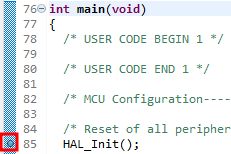 76 int main(void)
77 {
78 /* USER CODE BEGIN 1 */
79
80 /* USER CODE END 1 */
81
82 /* MCU Configuration----
83
84 /* Reset of all peripher
85 HAL_Init();